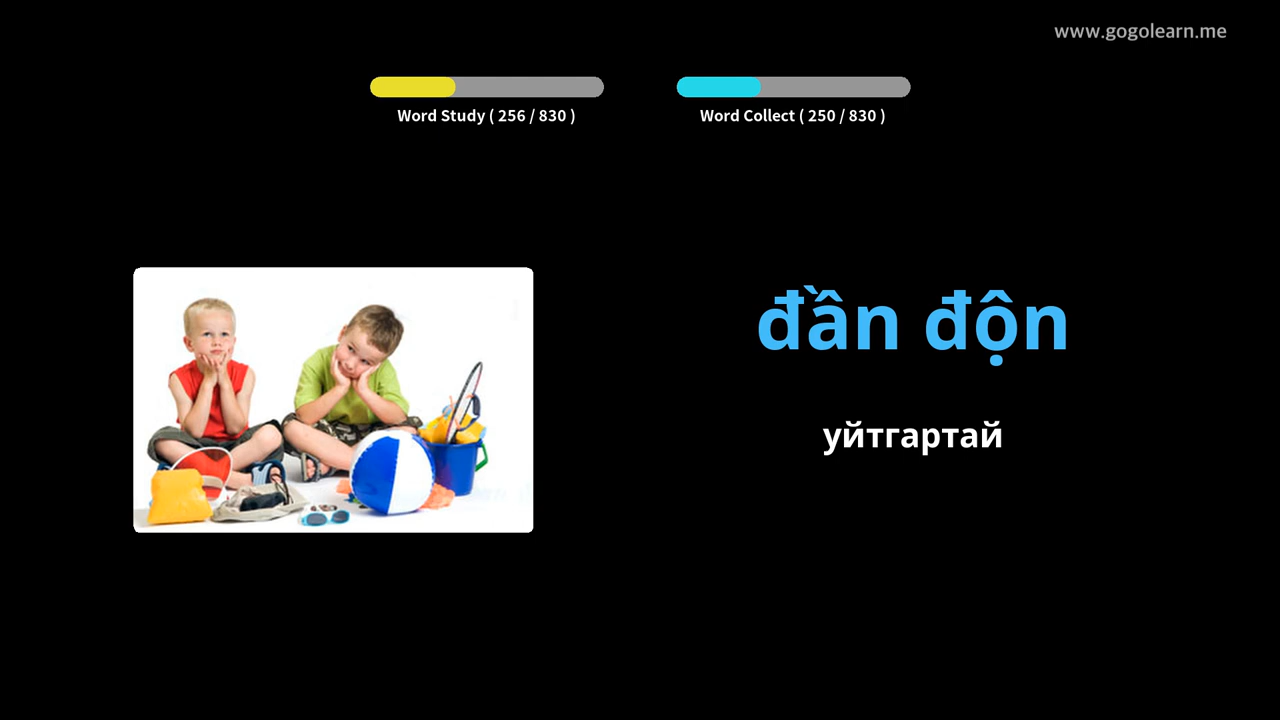 www.gogolearn.me
Word Study ( 256 / 830 )
Word Collect ( 250 / 830 )
đần độn
уйтгартай